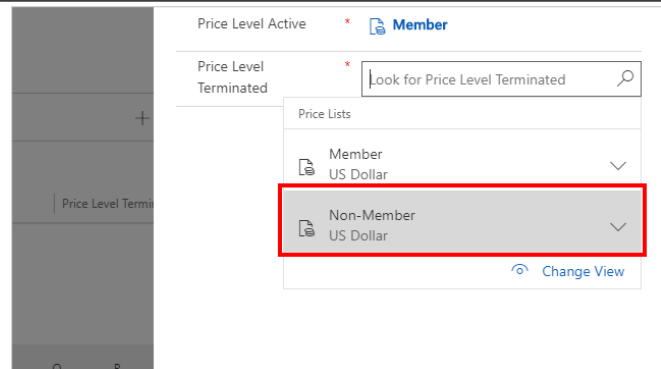 Price Level Active * Member
Price Level
Terminated * Look for Price Level Terminated
Price Lists
Member
US Dollar
Price Level Termi
Non-Member
US Dollar
Change View